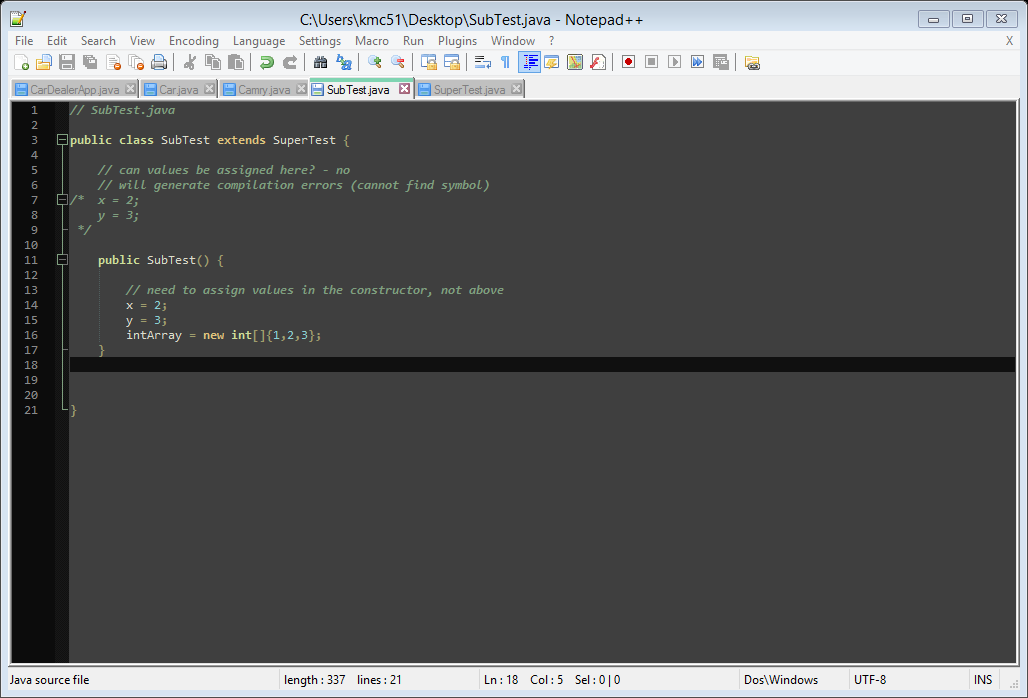 C:\Users\kmc51\Desktop\SubTest.java - Notepad++
File Edit Search View Encoding Language Settings Macro Run Plugins Window ? X
CarDealerApp.java Car.java Camry.java SubTest.java SuperTest.java
1 // SubTest.java
2
3 public class SubTest extends SuperTest {
4
5 // can values be assigned here? - no
6 // will generate compilation errors (cannot find symbol)
7 /* x = 2;
8 y = 3;
9 */
10
11 public SubTest() {
12
13 // need to assign values in the constructor, not above
14 x = 2;
15 y = 3;
16 intArray = new int[]{1,2,3};
17 }
18
19
20
21 }
Java source file length : 337 lines : 21 Ln : 18 Col : 5 Sel : 0 | 0 Dos\Windows UTF-8 INS